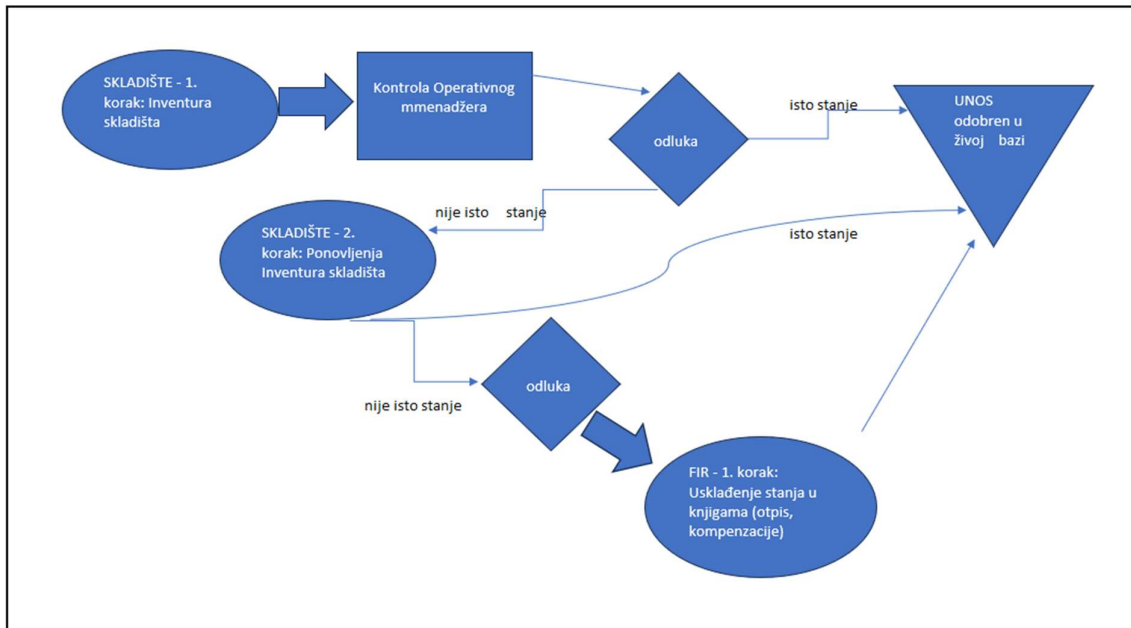 SKLADIŠTE - 1.
korak: Inventura
skladišta
Kontrola Operativnog
mmenadžera
odluka
isto stanje
UNOS
odobren u
živoj bazi
nije isto stanje
SKLADIŠTE - 2.
korak: Ponovljenja
Inventura skladišta
isto stanje
odluka
nije isto stanje
FIR - 1. korak:
Usklađenje stanja u
knjigama (otpis,
kompenzacije)